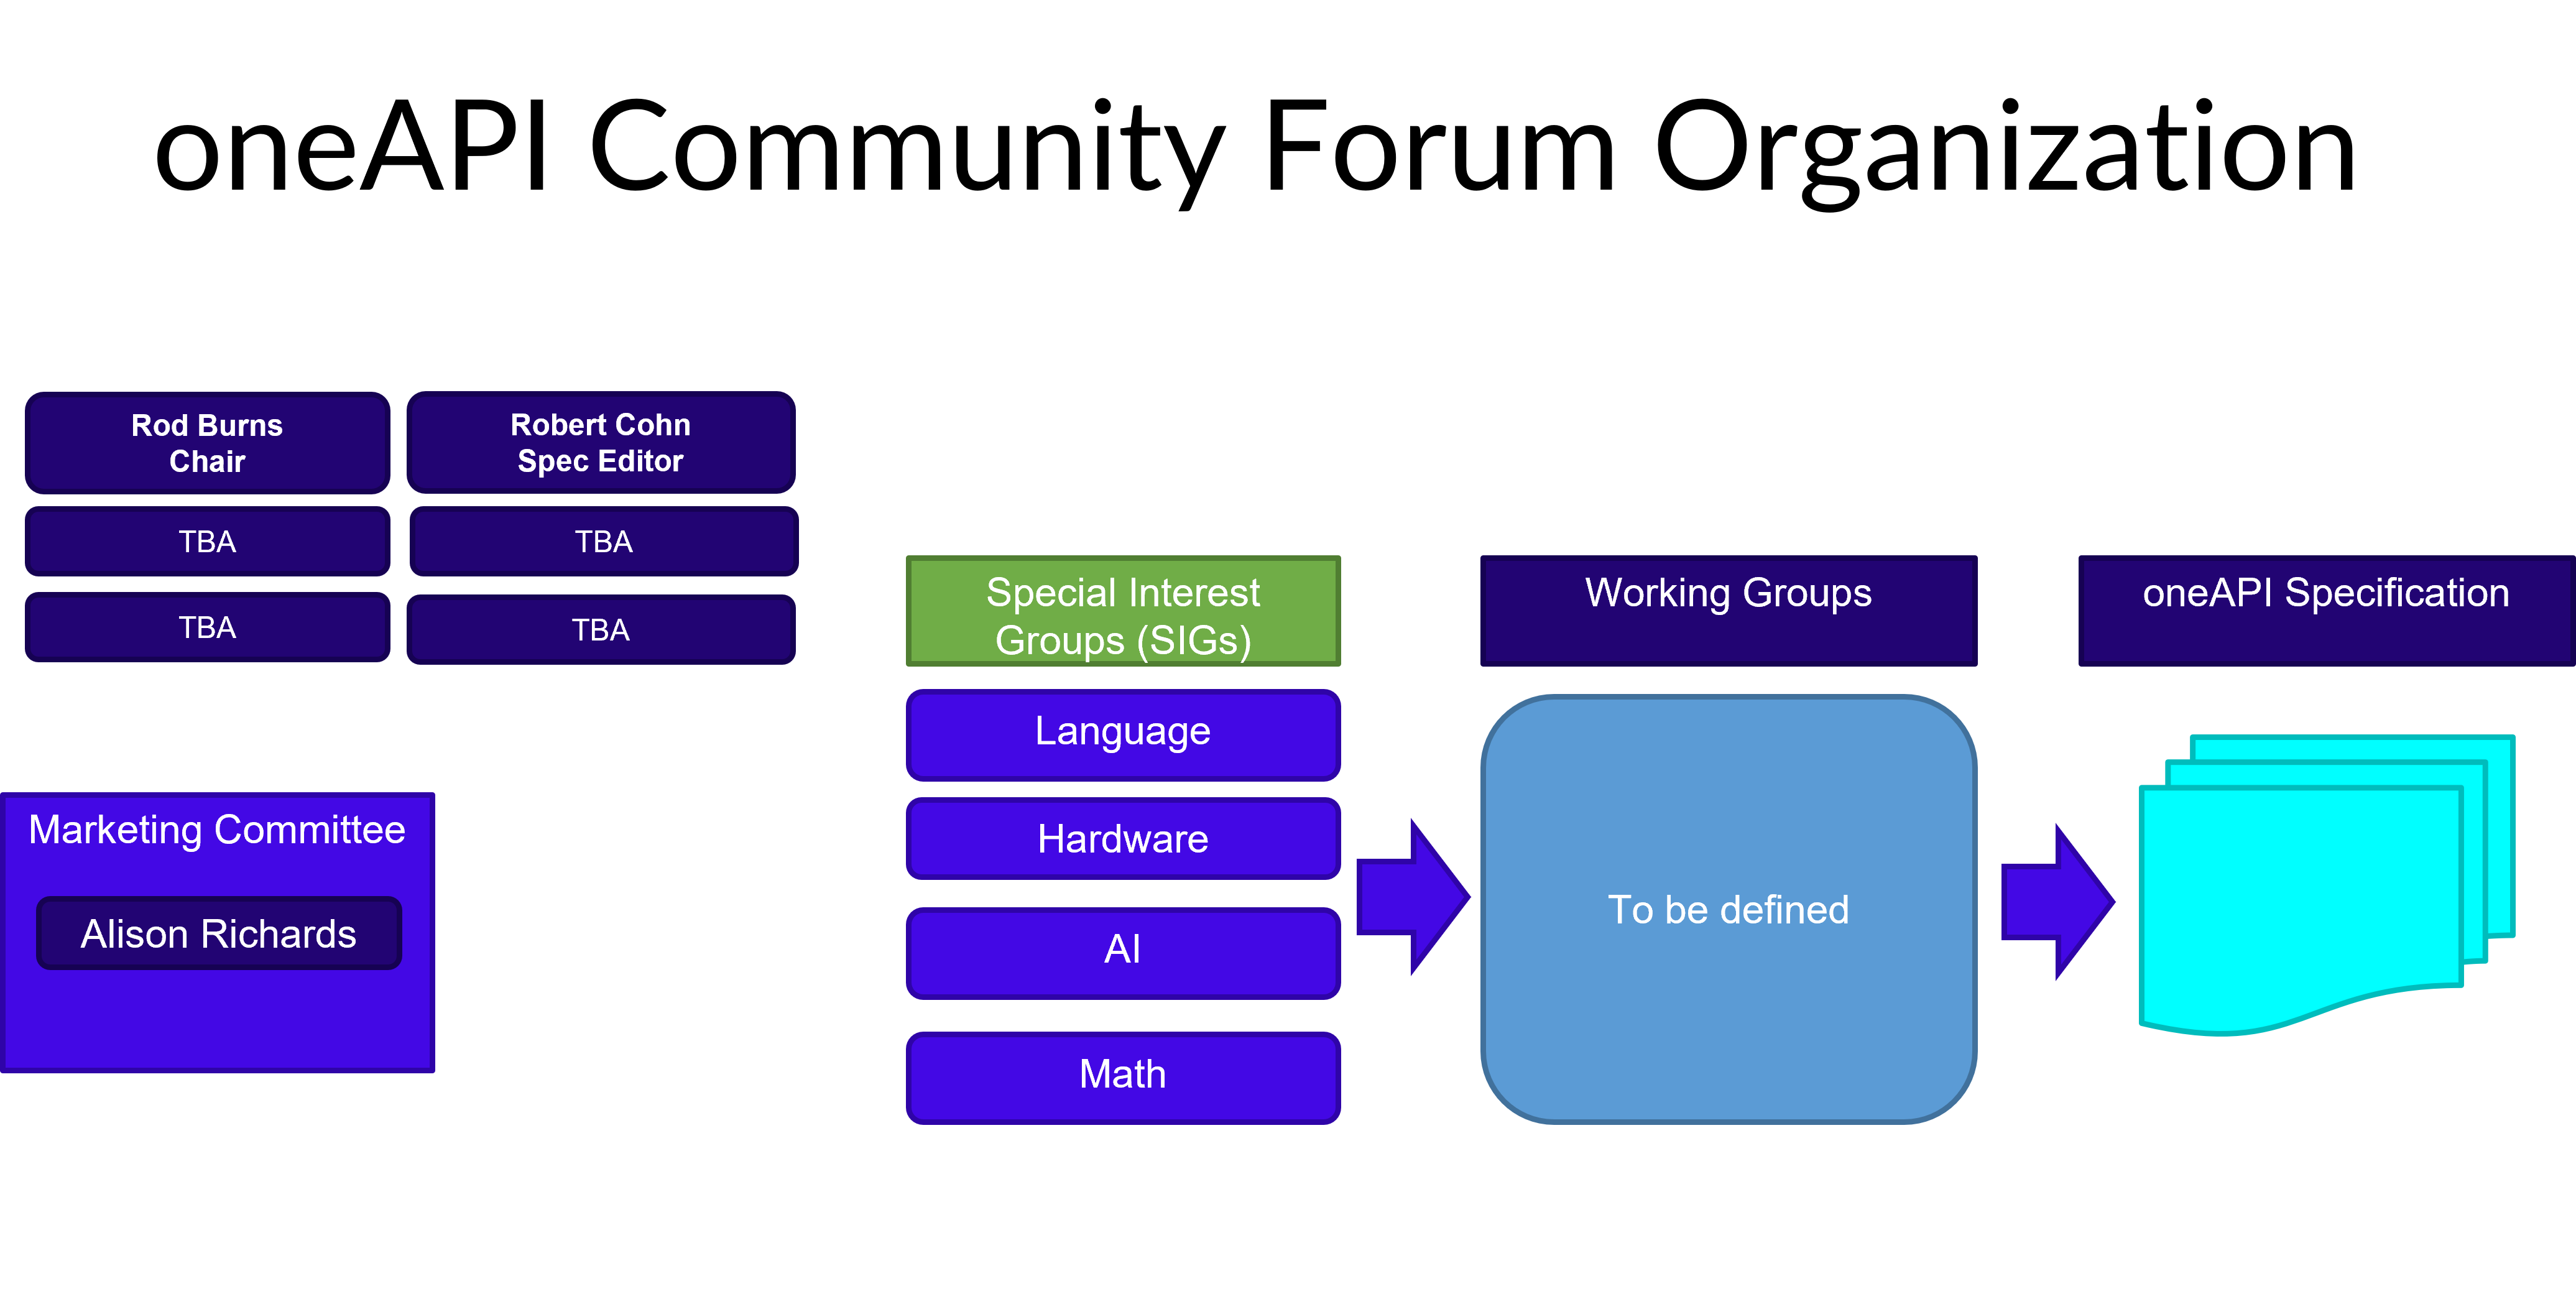 oneAPI Community Forum Organization
Rod Burns
Chair
Robert Cohn
Spec Editor
TBA
TBA
TBA
TBA
Marketing Committee
Alison Richards
Special Interest
Groups (SIGs)
Language
Hardware
AI
Math
Working Groups
To be defined
oneAPI Specification